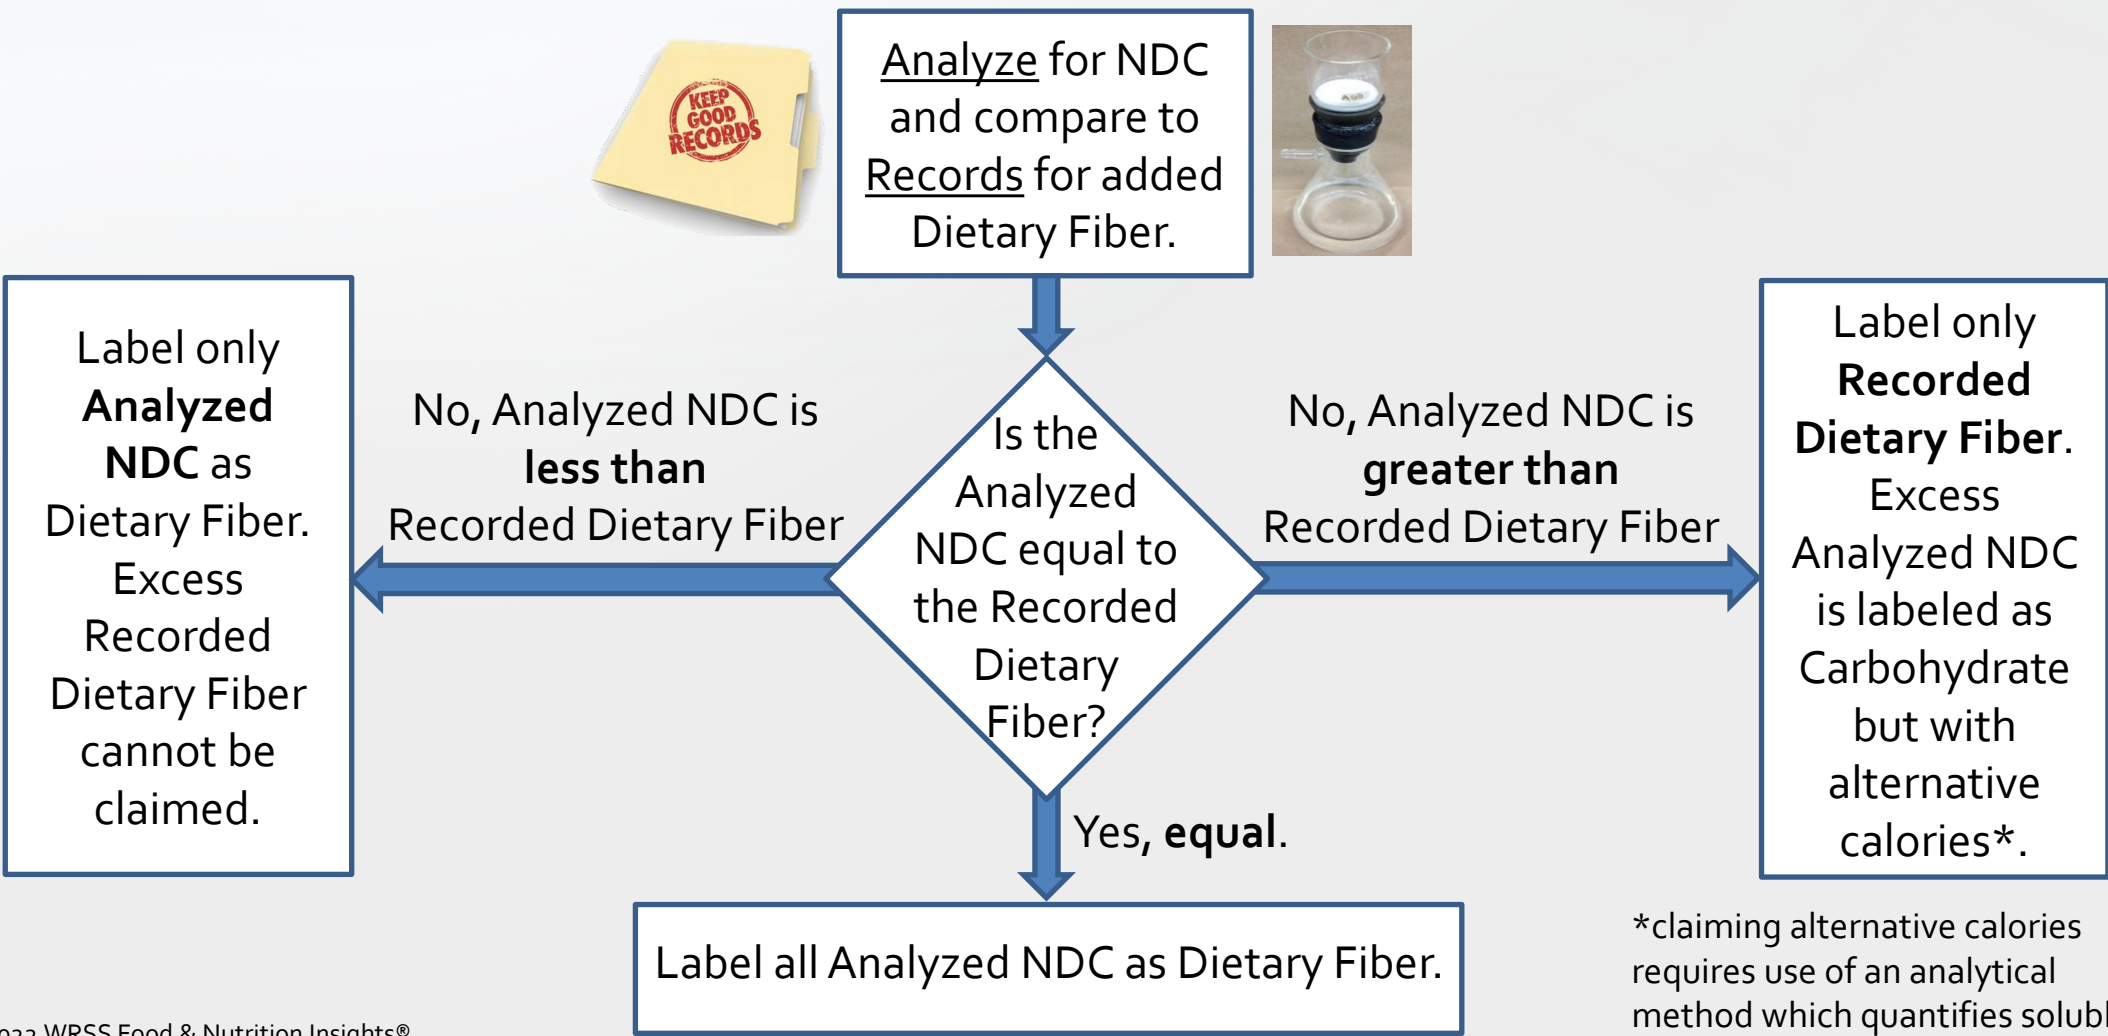 KEEP
GOOD
RECORDS
Analyze for NDC
and compare to
Records for added
Dietary Fiber.
Label only
Analyzed
NDC as
Dietary Fiber.
Excess
Recorded
Dietary Fiber
cannot be
claimed.
No, Analyzed NDC is
less than
Recorded Dietary Fiber
Is the
Analyzed
NDC equal to
the Recorded
Dietary
Fiber?
No, Analyzed NDC is
greater than
Recorded Dietary Fiber
Label only
Recorded
Dietary Fiber.
Excess
Analyzed NDC
is labeled as
Carbohydrate
but with
alternative
calories*.
Yes, equal.
Label all Analyzed NDC as Dietary Fiber.
*claiming alternative calories
requires use of an analytical
method which quantifies
WRSS Food & Nutrition Insights®